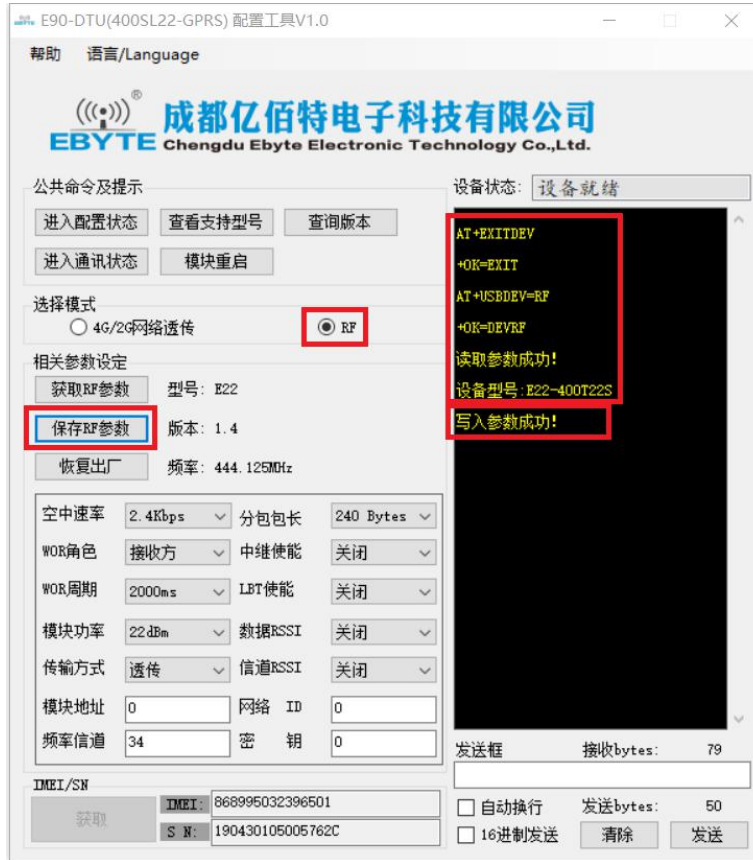 E90-DTU(400SL22-GPRS) 配置工具V1.0
帮助 语言/Language
EBYTE ® 成都亿佰特电子科技有限公司
Chengdu Ebyte Electronic Technology Co.,Ltd.
公共命令及提示
进入配置状态 查看支持型号 查询版本
进入通讯状态 模块重启
选择模式
4G/2G网络透传 RF
相关参数设定
获取RF参数 型号: E22
保存RF参数 版本: 1.4
恢复出厂 频率: 444.125MHz
空中速率 2.4Kbps 分包包长 240 Bytes
WOR角色 接收方 中继使能 关闭
WOR周期 2000ms LBT使能 关闭
模块功率 22dBm 数据RSSI 关闭
传输方式 透传 信道RSSI 关闭
模块地址 0 网络 ID 0
频率信道 34 密 钥 0
IMEI/SN
获取
IMEI: 868995032396501
S N: 190430105005762C
设备状态: 设备就绪
AT+EXITDEV
+OK=EXIT
AT+USBDEV=RF
+OK=DEVRF
读取参数成功!
设备型号:E22-400T22S
写入参数成功!
发送框 接收bytes: 79
自动换行 发送bytes: 50
16进制发送 清除 发送